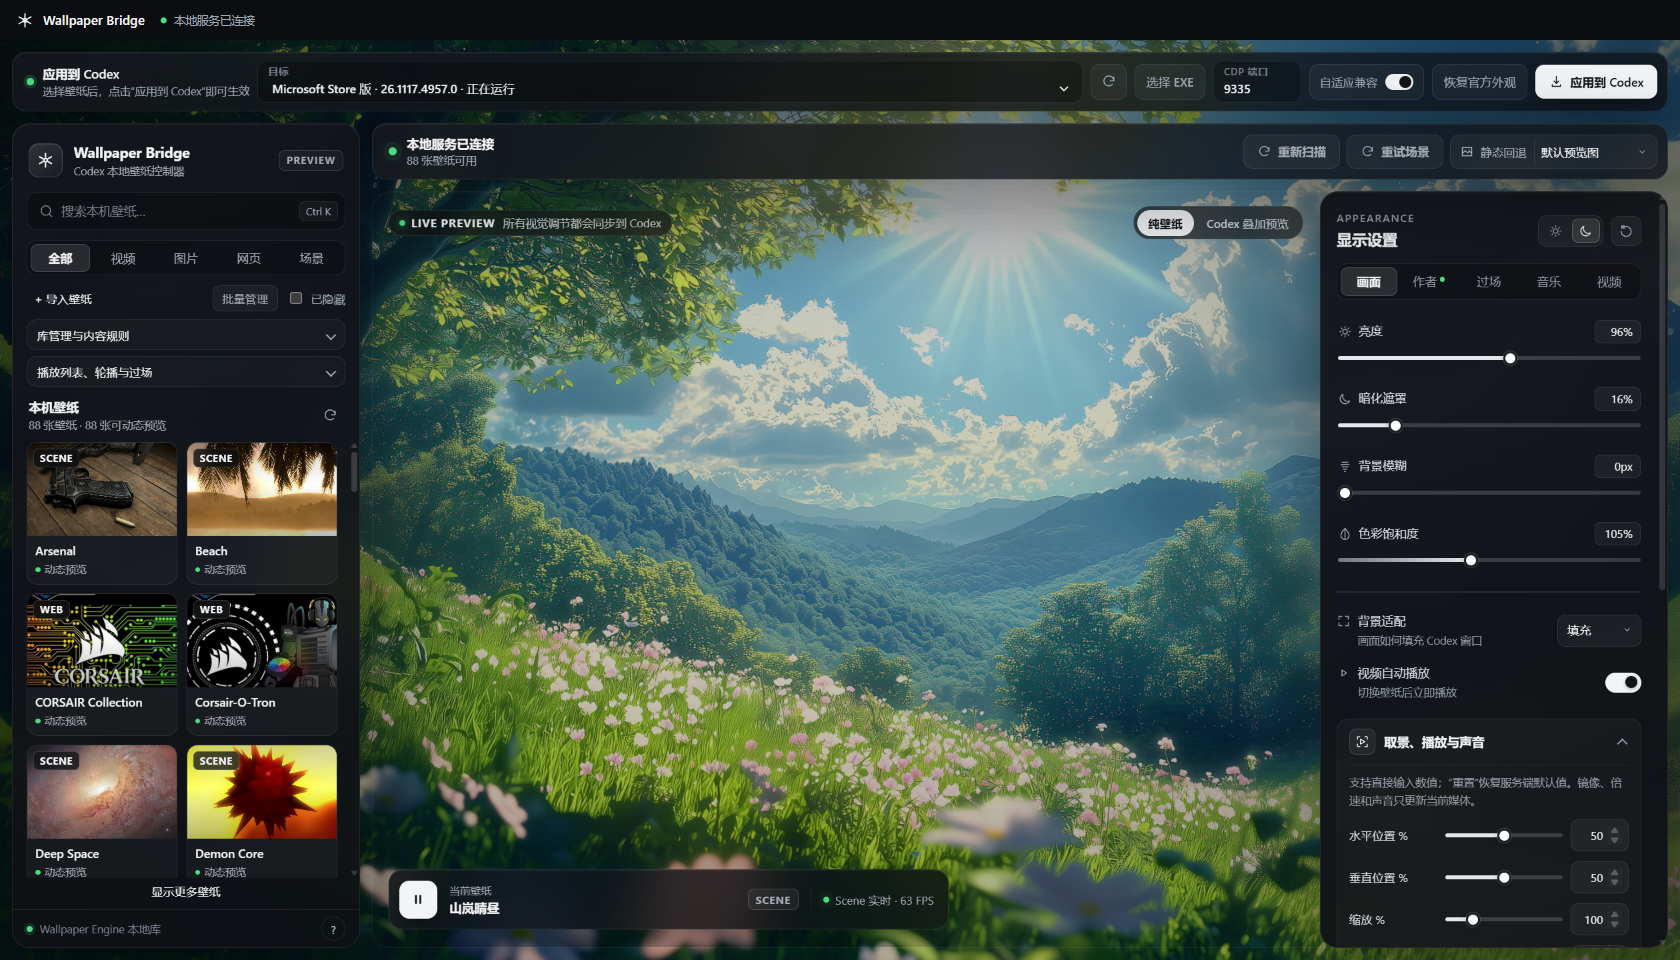 Wallpaper Bridge
本地服务已连接
应用到 Codex
选择壁纸后，点击“应用到 Codex”即可生效
目标
Microsoft Store 版 · 26.1117.4957.0 · 正在运行
选择 EXE
CDP 端口
9335
自适应兼容
恢复官方外观
应用到 Codex
Wallpaper Bridge
Codex 本地壁纸控制器
PREVIEW
搜索本机壁纸...
Ctrl K
全部
视频
图片
网页
场景
+ 导入壁纸
批量管理
已隐藏
库管理与内容规则
播放列表、轮播与过场
本机壁纸
88 张壁纸 · 88 张可动态预览
SCENE
Arsenal
动态预览
SCENE
Beach
动态预览
WEB
CORSAIR
CORSAIR Collection
动态预览
WEB
Corsair-O-Tron
动态预览
SCENE
Deep Space
动态预览
SCENE
Demon Core
动态预览
显示更多壁纸
Wallpaper Engine 本地库
?
本地服务已连接
88 张壁纸可用
重新扫描
重试场景
静态回退
默认预览图
LIVE PREVIEW
所有视觉调节都会同步到 Codex
纯壁纸
Codex 叠加预览
当前壁纸
山岚晴昼
SCENE
Scene 实时 · 63 FPS
APPEARANCE
显示设置
画面
作者
过场
音乐
视频
亮度
96%
暗化遮罩
16%
背景模糊
0px
色彩饱和度
105%
背景适配
画面如何填充 Codex 窗口
填充
视频自动播放
切换壁纸后立即播放
取景、播放与声音
支持直接输入数值；“重置”恢复服务端默认值。镜像、倍
速和声音只更新当前媒体。
水平位置 %
50
垂直位置 %
50
缩放 %
100